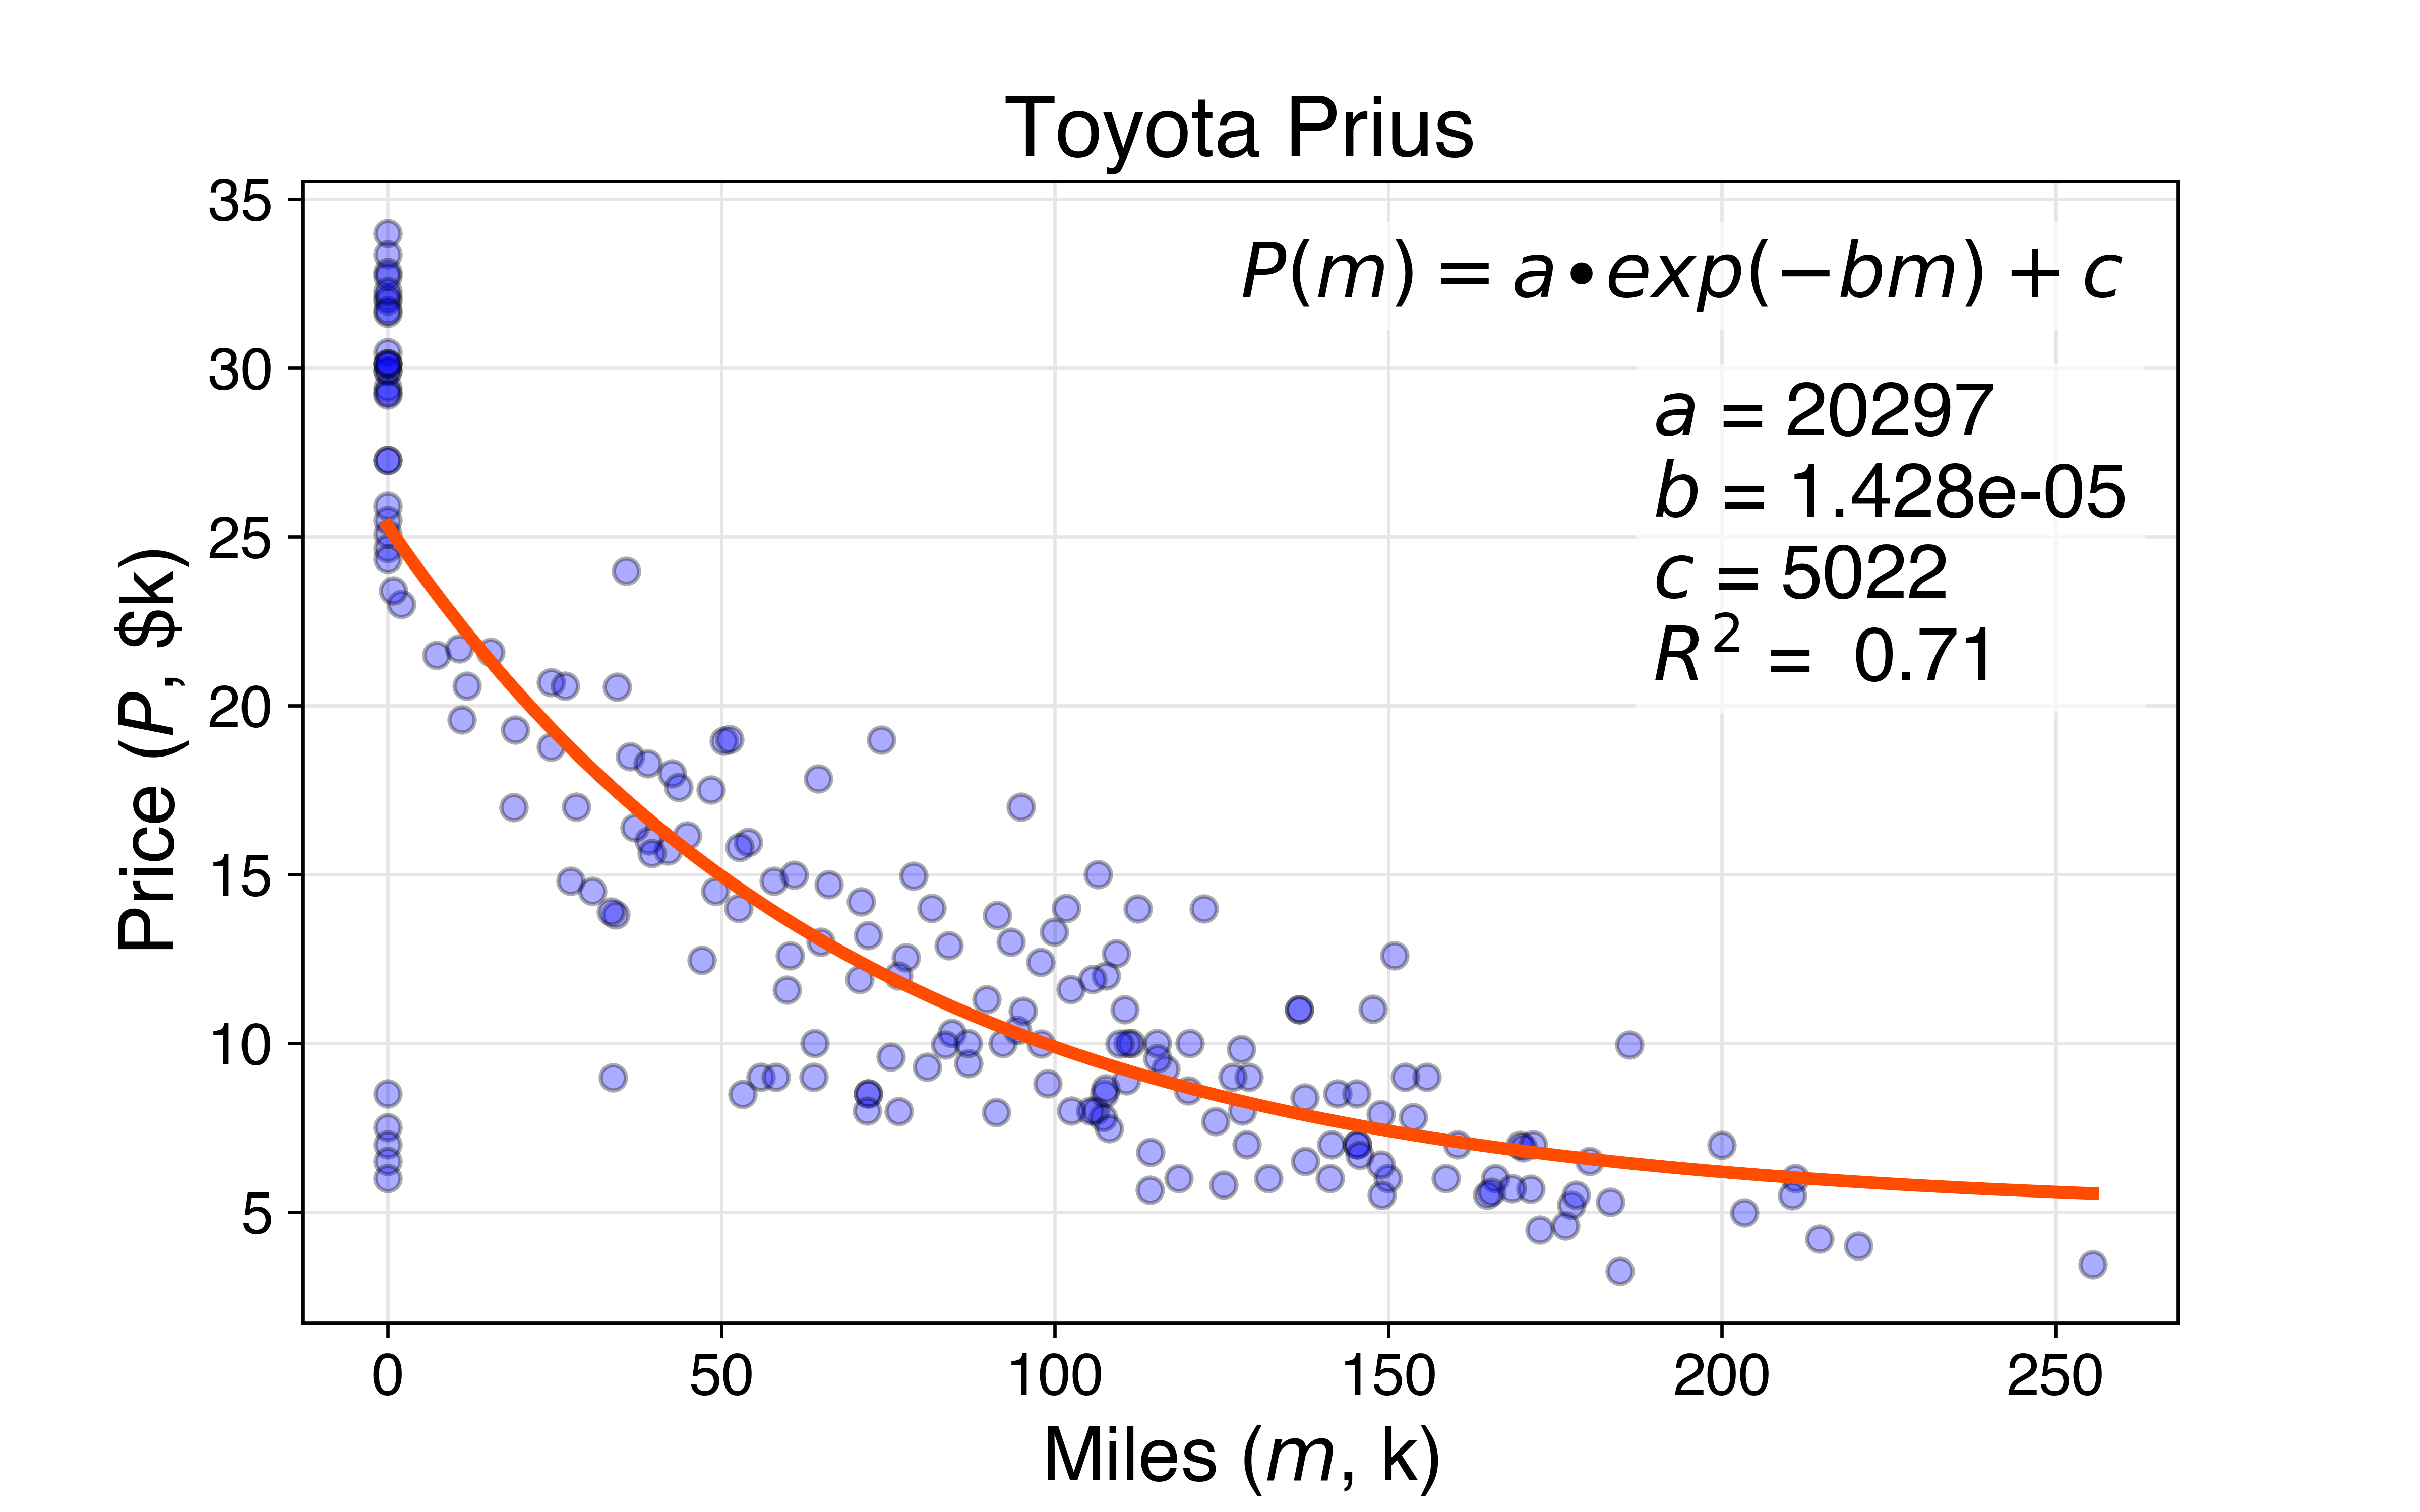 Toyota Prius
P(m) = a•exp(−bm) + c
a = 20297
b = 1.428e-05
c = 5022
R² = 0.71
Price (P, $k)
35
30
25
20
15
10
5
0 50 100 150 200 250
Miles (m, k)